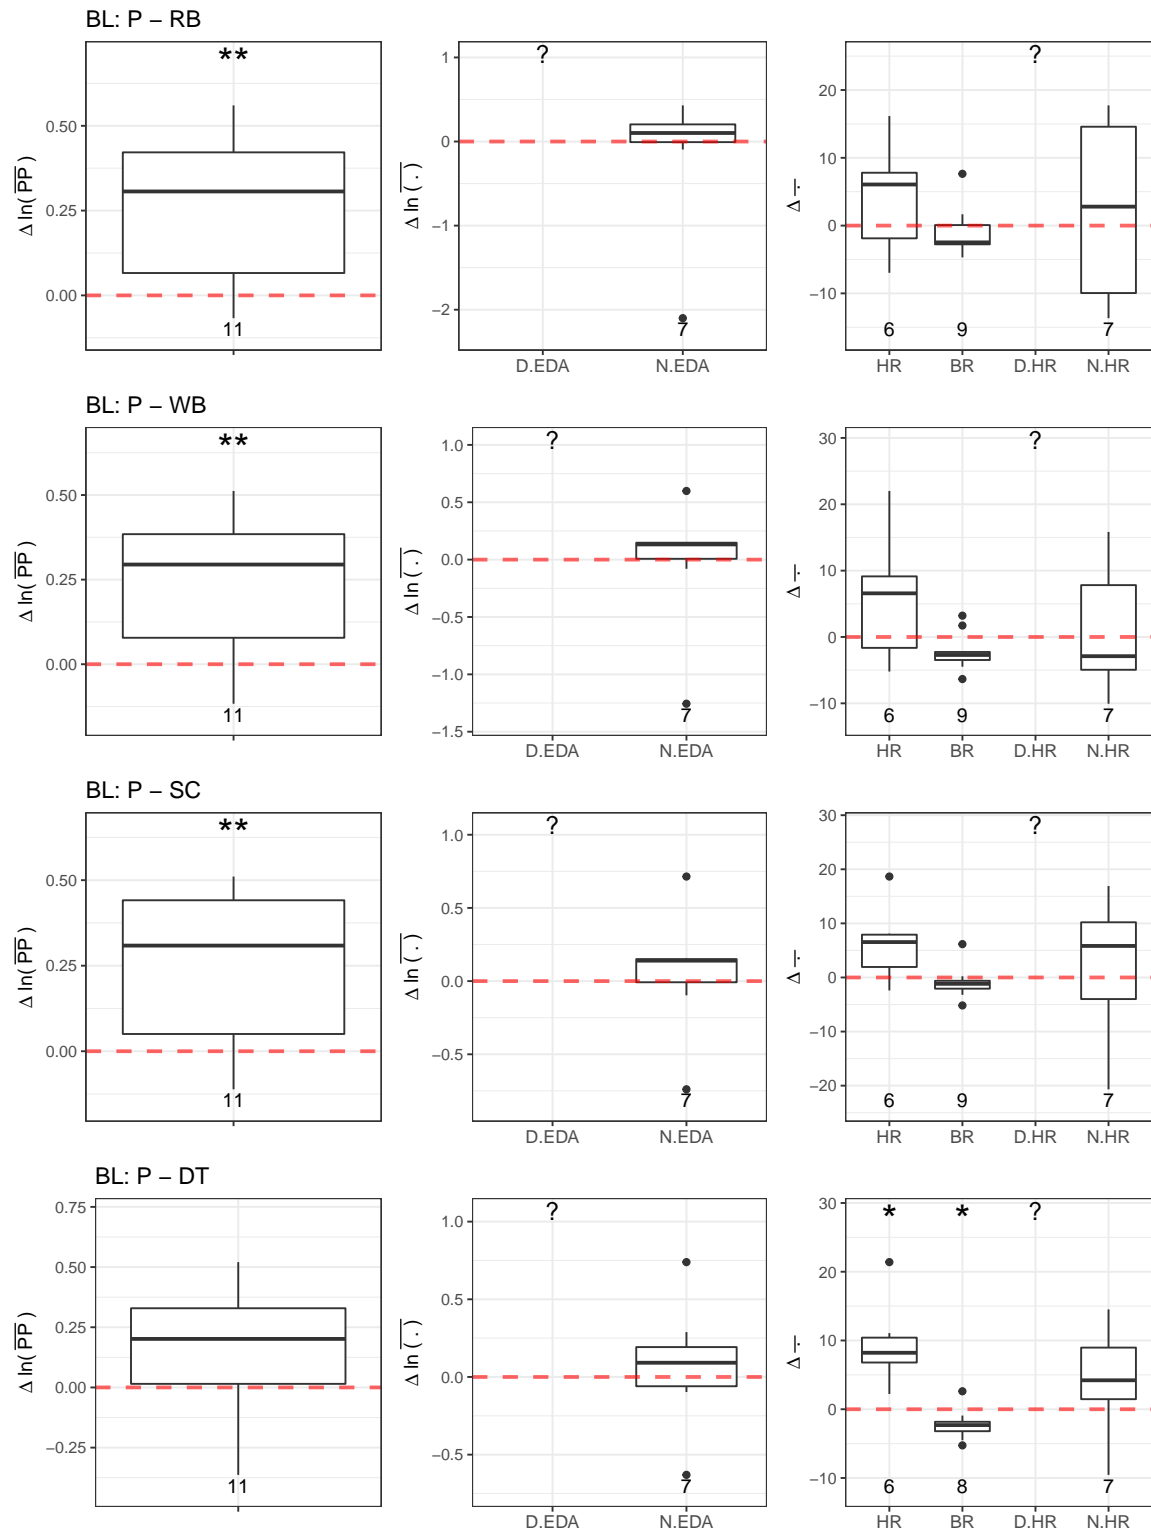 BL: P − RB
**
0.50
0.25
0.00
Δ ln( PP )
11
?
1
0
−1
−2
Δ ln ( . )
7
D.EDA
N.EDA
?
20
10
0
−10
Δ .
6
9
7
HR
BR
D.HR
N.HR
BL: P − WB
**
0.50
0.25
0.00
Δ ln( PP )
11
?
1.0
0.5
0.0
−0.5
−1.0
−1.5
Δ ln ( . )
7
D.EDA
N.EDA
?
30
20
10
0
−10
Δ .
6
9
7
HR
BR
D.HR
N.HR
BL: P − SC
**
0.50
0.25
0.00
Δ ln( PP )
11
?
1.0
0.5
0.0
−0.5
Δ ln ( . )
7
D.EDA
N.EDA
?
30
20
10
0
−10
−20
Δ .
6
9
7
HR
BR
D.HR
N.HR
BL: P − DT
0.75
0.50
0.25
0.00
−0.25
Δ ln( PP )
11
?
1.0
0.5
0.0
−0.5
Δ ln ( . )
7
D.EDA
N.EDA
*
*
?
30
20
10
0
−10
Δ .
6
8
7
HR
BR
D.HR
N.HR